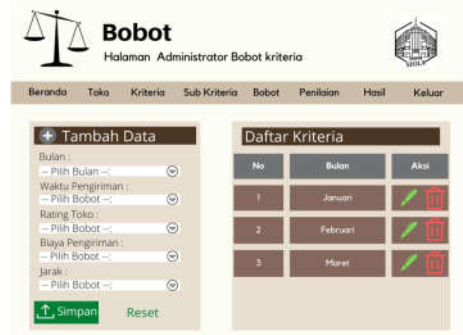 Bobot
Halaman Administrator Bobot kriteria
Beranda Toko Kriteria Sub Kriteria Bobot Penilaian Hasil Keluar
Tambah Data
Bulan :
-- Pilih Bulan --:
Waktu Pengiriman :
-- Pilih Bobot --:
Rating Toko :
-- Pilih Bobot --:
Biaya Pengiriman :
-- Pilih Bobot --:
Jarak :
-- Pilih Bobot --:
Simpan Reset
Daftar Kriteria
No Bulan Aksi
1 Januari
2 Februari
3 Maret